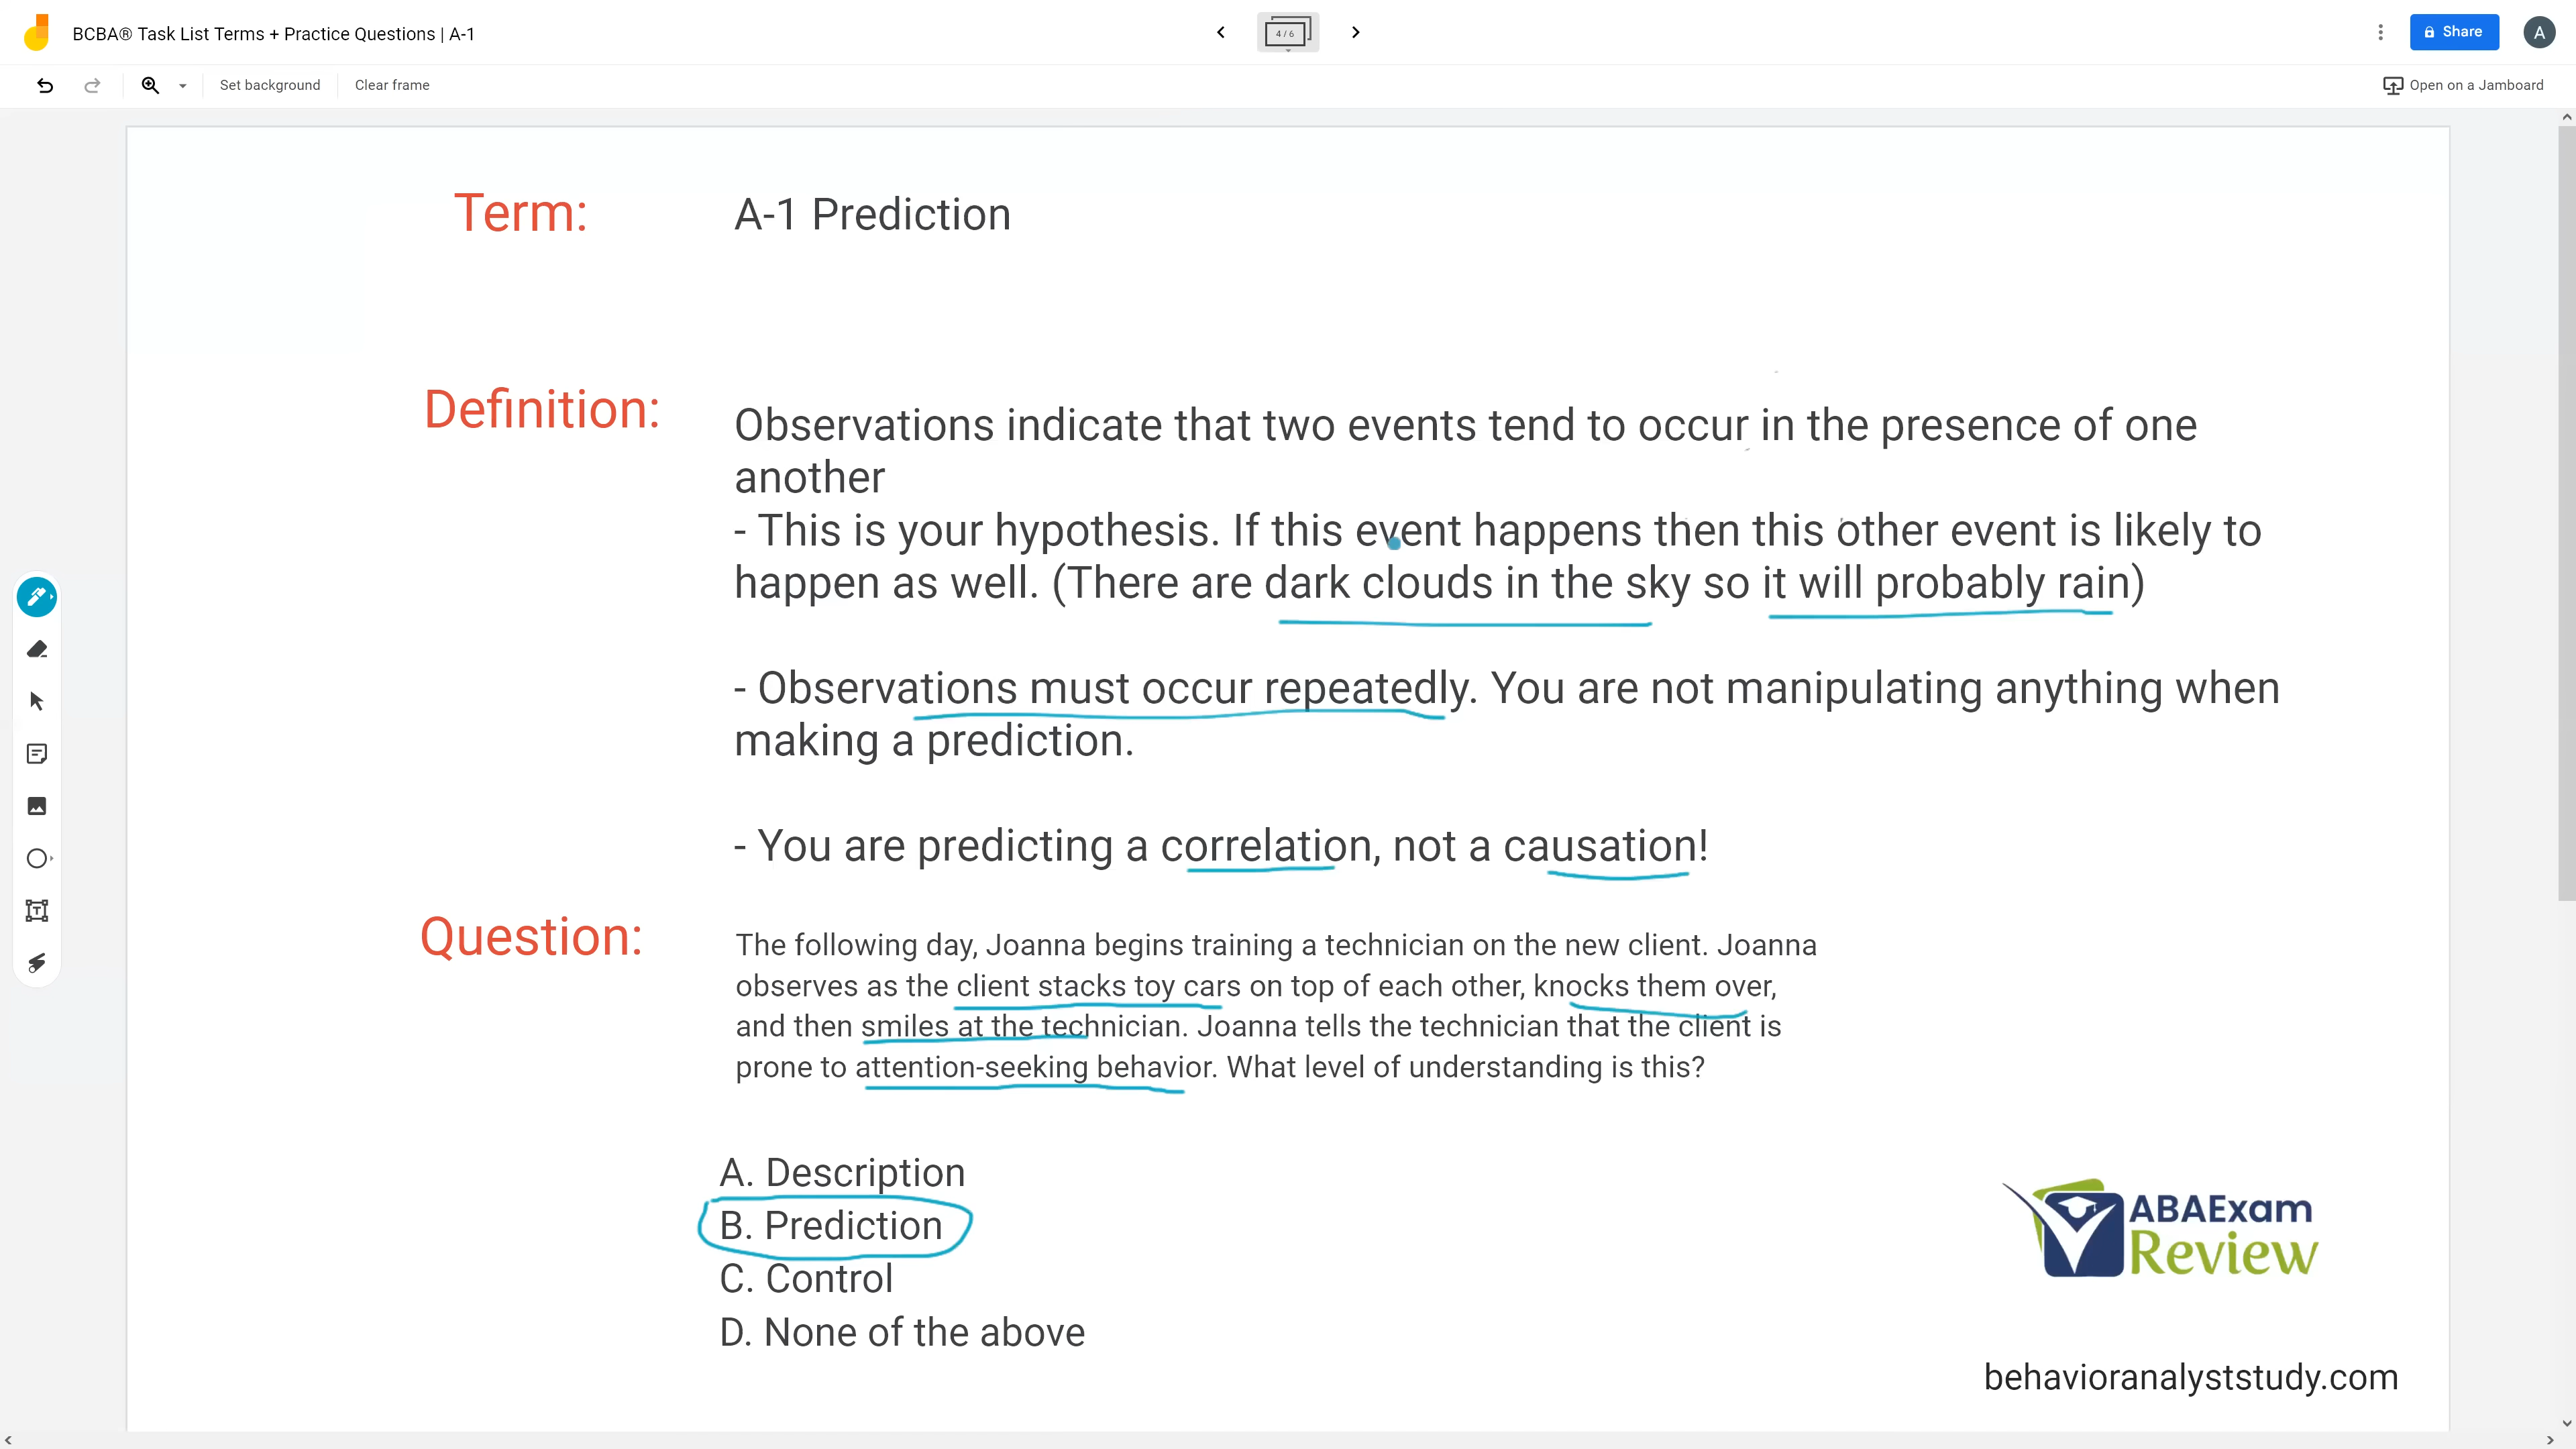 BCBA® Task List Terms + Practice Questions | A-1
4 / 6
Share
A
Set background
Clear frame
Open on a Jamboard
Term:
A-1 Prediction
Definition:
Observations indicate that two events tend to occur in the presence of one
another
- This is your hypothesis. If this event happens then this other event is likely to
happen as well. (There are dark clouds in the sky so it will probably rain)
- Observations must occur repeatedly. You are not manipulating anything when
making a prediction.
- You are predicting a correlation, not a causation!
Question:
The following day, Joanna begins training a technician on the new client. Joanna
observes as the client stacks toy cars on top of each other, knocks them over,
and then smiles at the technician. Joanna tells the technician that the client is
prone to attention-seeking behavior. What level of understanding is this?
A. Description
B. Prediction
C. Control
D. None of the above
ABAExam
Review
behavioranalyststudy.com